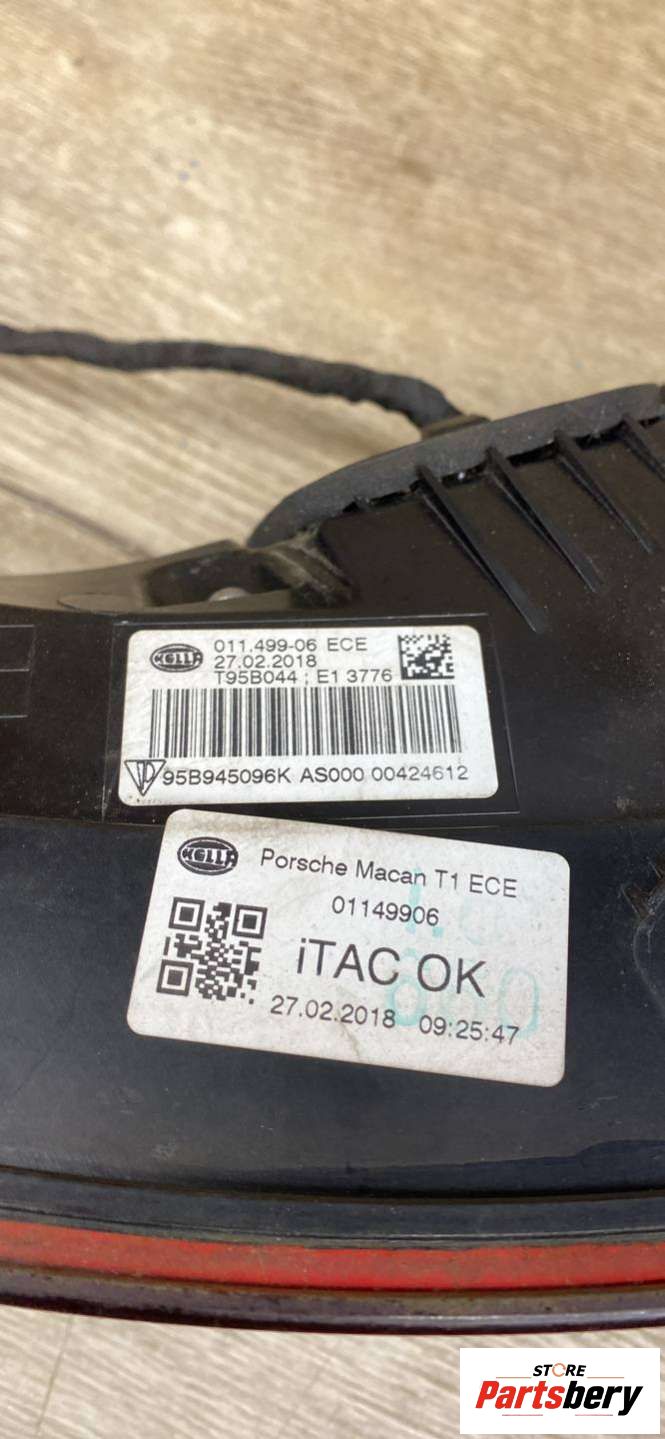 HELLA 011.499-06 ECE
27.02.2018
T95B044 ; E1 3776
95B945096K AS000 00424612
HELLA Porsche Macan T1 ECE
01149906
iTAC OK
27.02.2018 09:25:47
STORE
Partsbery